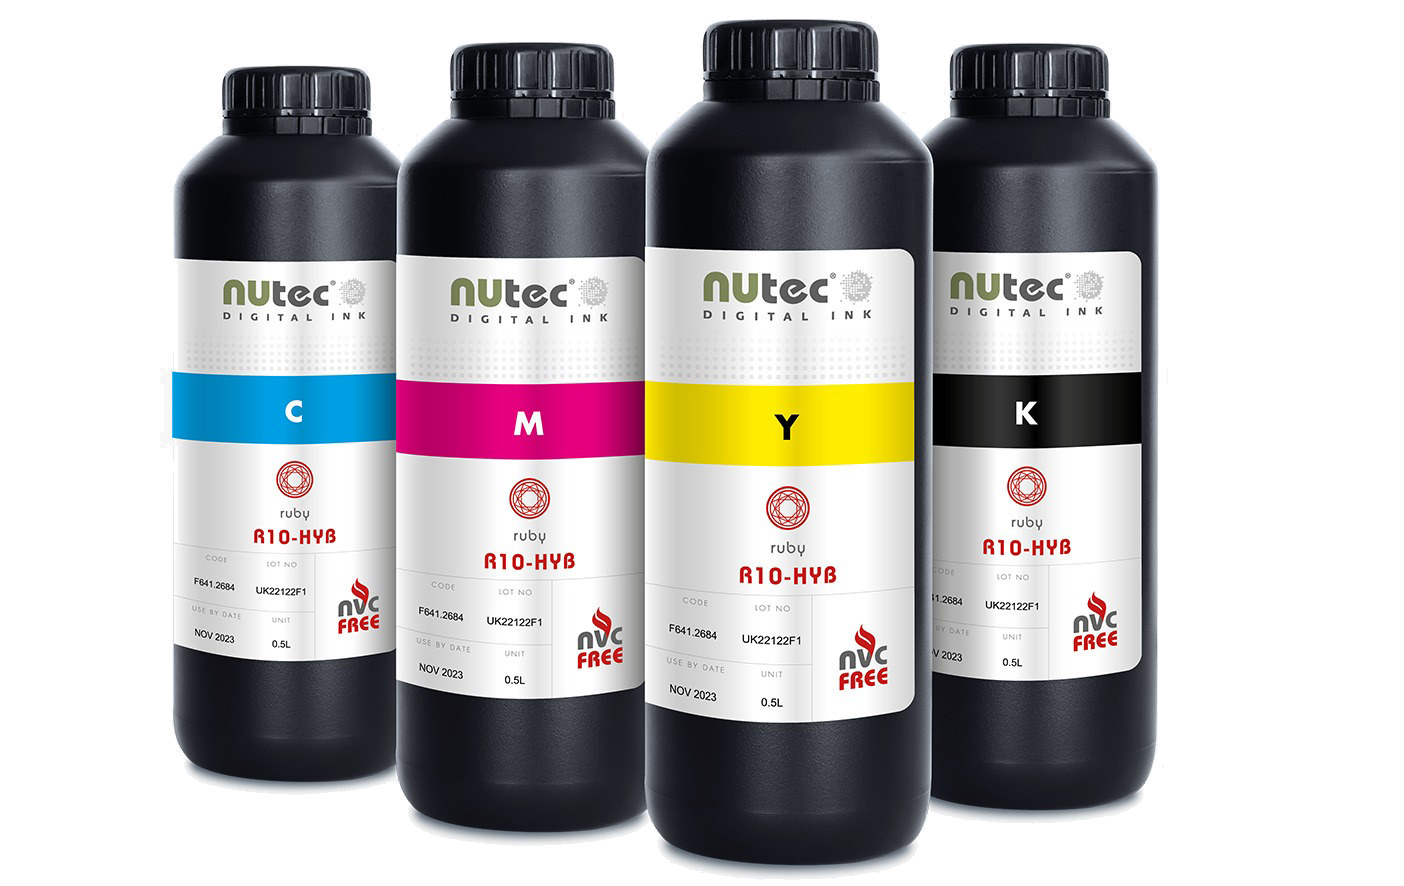 nutec®
DIGITAL INK
C
ruby
R10-HYB
CODE
LOT NO
F641.2684
UK22122F1
USE BY DATE
UNIT
NOV 2023
0.5L
nvc
FREE
nutec®
DIGITAL INK
M
ruby
R10-HYB
CODE
LOT NO
F641.2684
UK22122F1
USE BY DATE
UNIT
NOV 2023
0.5L
nvc
FREE
nutec®
DIGITAL INK
Y
ruby
R10-HYB
CODE
LOT NO
F641.2684
UK22122F1
USE BY DATE
UNIT
NOV 2023
0.5L
nvc
FREE
nutec®
DIGITAL INK
K
ruby
R10-HYB
LOT NO
UK22122F1
DATE
UNIT
2023
0.5L
nvc
FREE